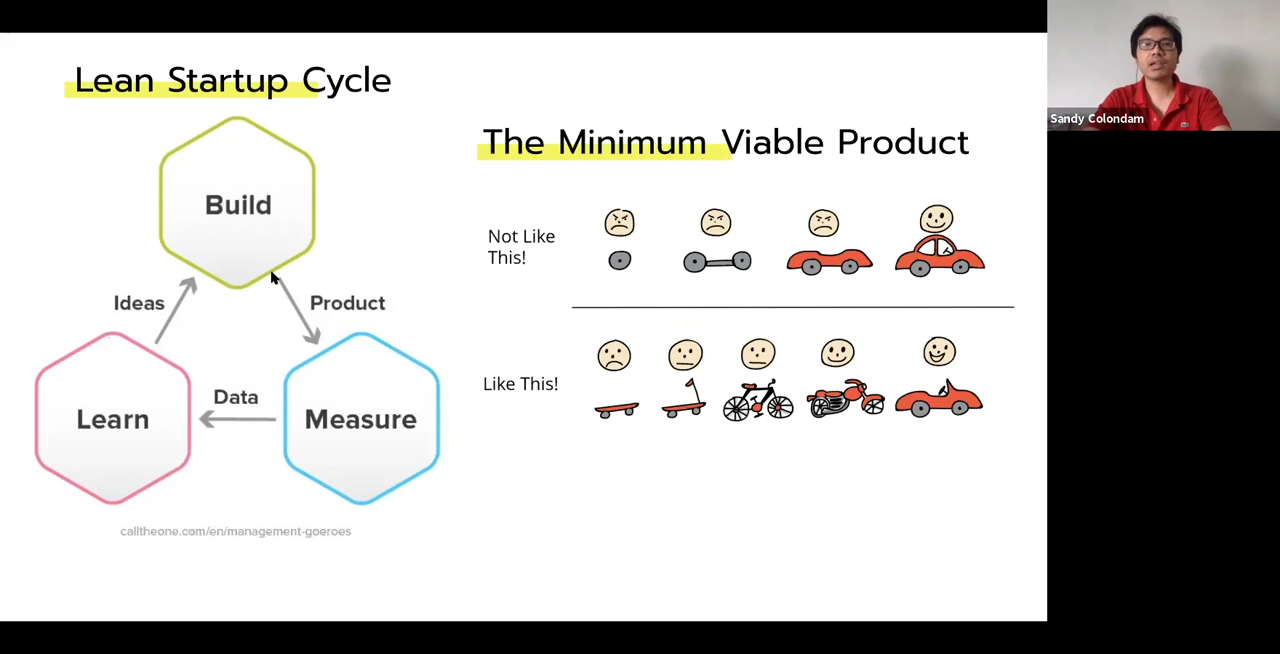 Lean Startup Cycle
Build
Ideas
Product
Learn
Data
Measure
calltheone.com/en/management-goeroes
The Minimum Viable Product
Not Like
This!
Like This!
Sandy Colondam